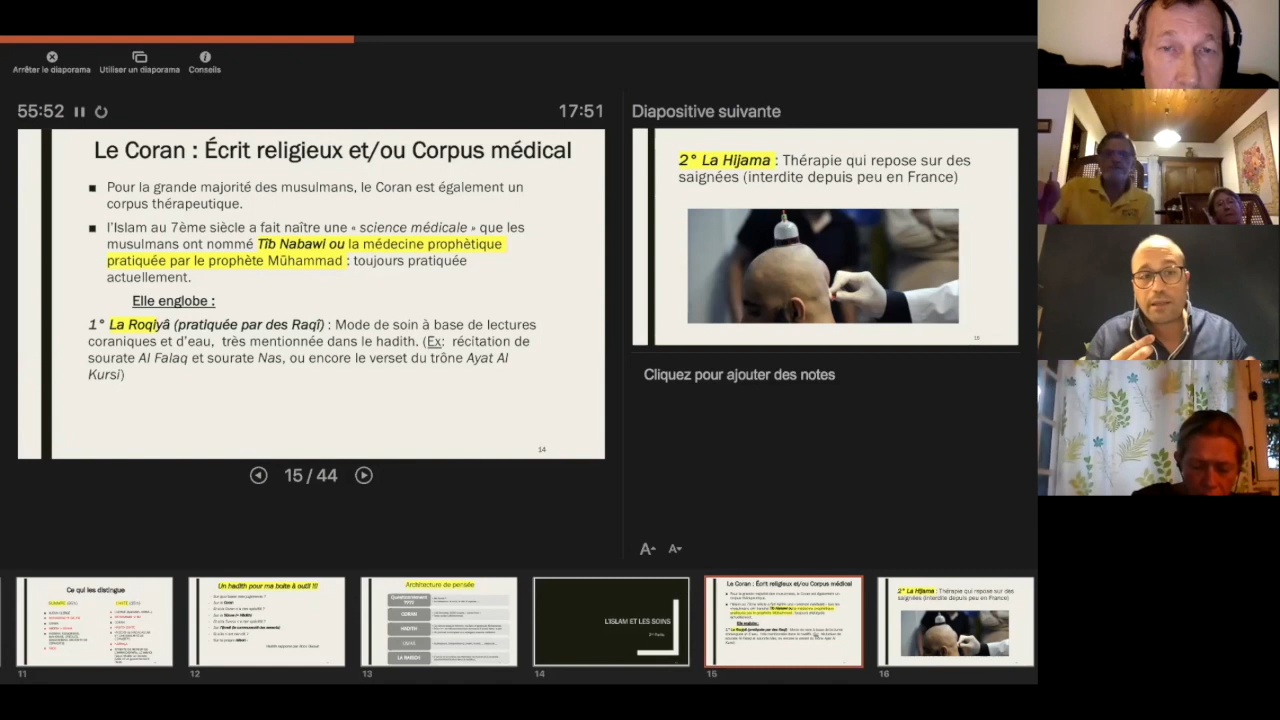 Arrêter le diaporama
Utiliser un diaporama
Conseils
55:52
17:51
Le Coran : Écrit religieux et/ou Corpus médical
■ Pour la grande majorité des musulmans, le Coran est également un
corpus thérapeutique.
■ l'Islam au 7ème siècle a fait naître une « science médicale » que les
musulmans ont nommé Tîb Nabawî ou la médecine prophètique
pratiquée par le prophète Mūhammad : toujours pratiquée
actuellement.
Elle englobe :
1° La Roqiyâ (pratiquée par des Raqî) : Mode de soin à base de lectures
coraniques et d'eau, très mentionnée dans le hadith. (Ex: récitation de
sourate Al Falaq et sourate Nas, ou encore le verset du trône Ayat Al
Kursi)
14
15 / 44
Diapositive suivante
2° La Hijama : Thérapie qui repose sur des
saignées (interdite depuis peu en France)
15
Cliquez pour ajouter des notes
A A
Ce qui les distingue
11
Un hadîth pour ma boite à outil !!!
12
Architecture de pensée
CORAN
HADITH
LA RAISON
13
L'ISLAM ET LES SOINS
14
Le Coran : Écrit religieux et/ou Corpus médical
15
2° La Hijama : Thérapie qui repose sur des
saignées (interdite depuis peu en France)
16